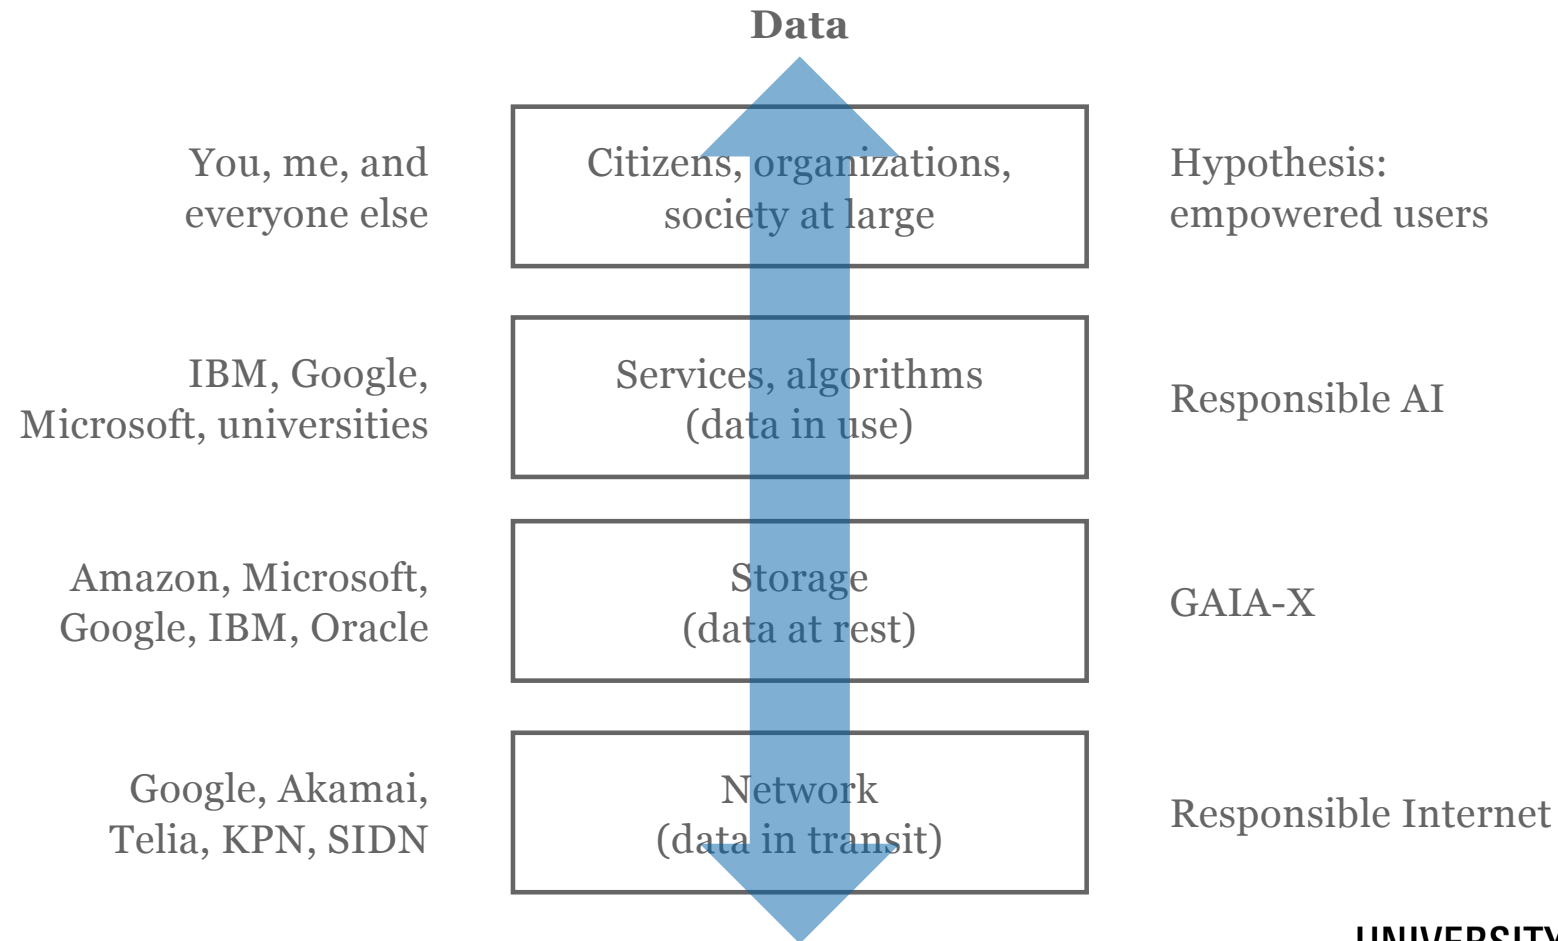 Data
You, me, and
everyone else
Citizens, organizations,
society at large
Hypothesis:
empowered users
IBM, Google,
Microsoft, universities
Services, algorithms
(data in use)
Responsible AI
Amazon, Microsoft,
Google, IBM, Oracle
Storage
(data at rest)
GAIA-X
Google, Akamai,
Telia, KPN, SIDN
Network
(data in transit)
Responsible Internet
UNIVERSITY